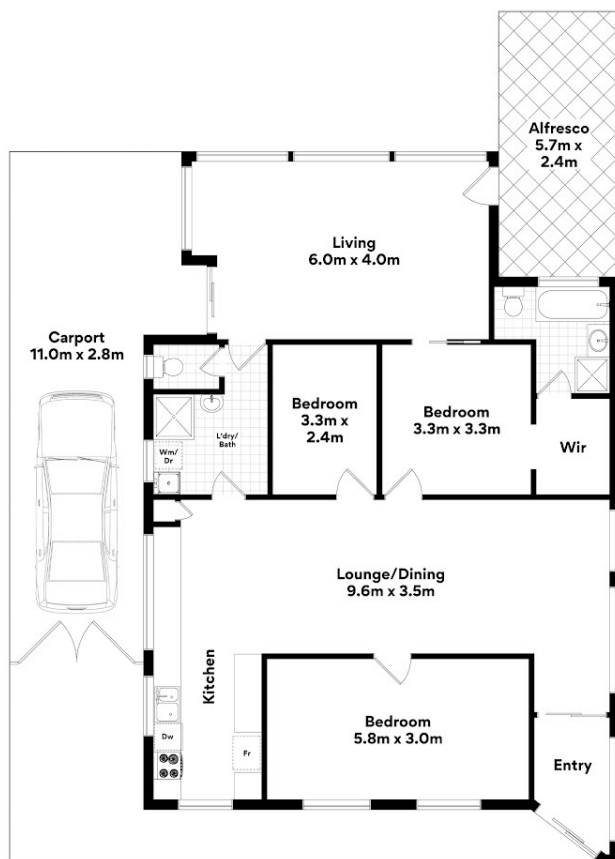 Alfresco
5.7m x
2.4m
Living
6.0m x 4.0m
Carport
11.0m x 2.8m
Bedroom
3.3m x
2.4m
Bedroom
3.3m x 3.3m
Wir
L'dry/
Bath
Wm/
Dr
Lounge/Dining
9.6m x 3.5m
Kitchen
Bedroom
5.8m x 3.0m
Dw
Fr
Entry